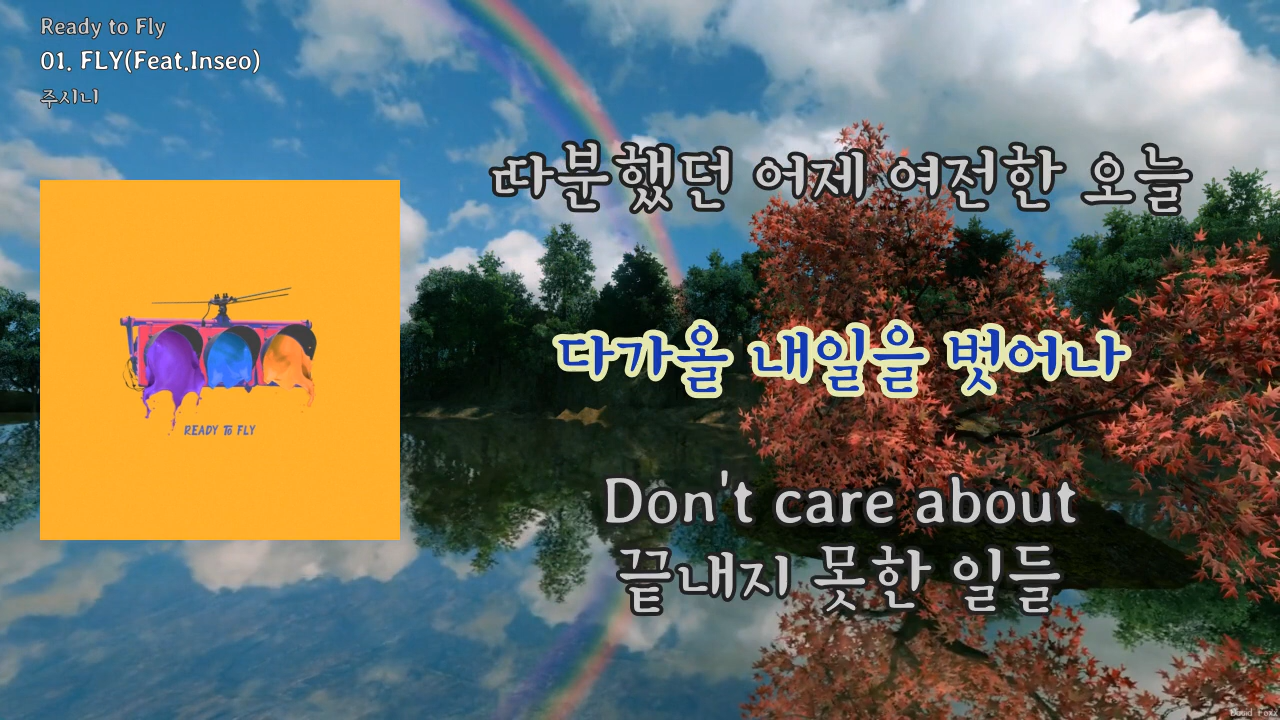 Ready to Fly
01. FLY(Feat.Inseo)
주시니
따분했던 어제 여전한 오늘
다가올 내일을 벗어나
Don't care about
끝내지 못한 일들
READY To FLY